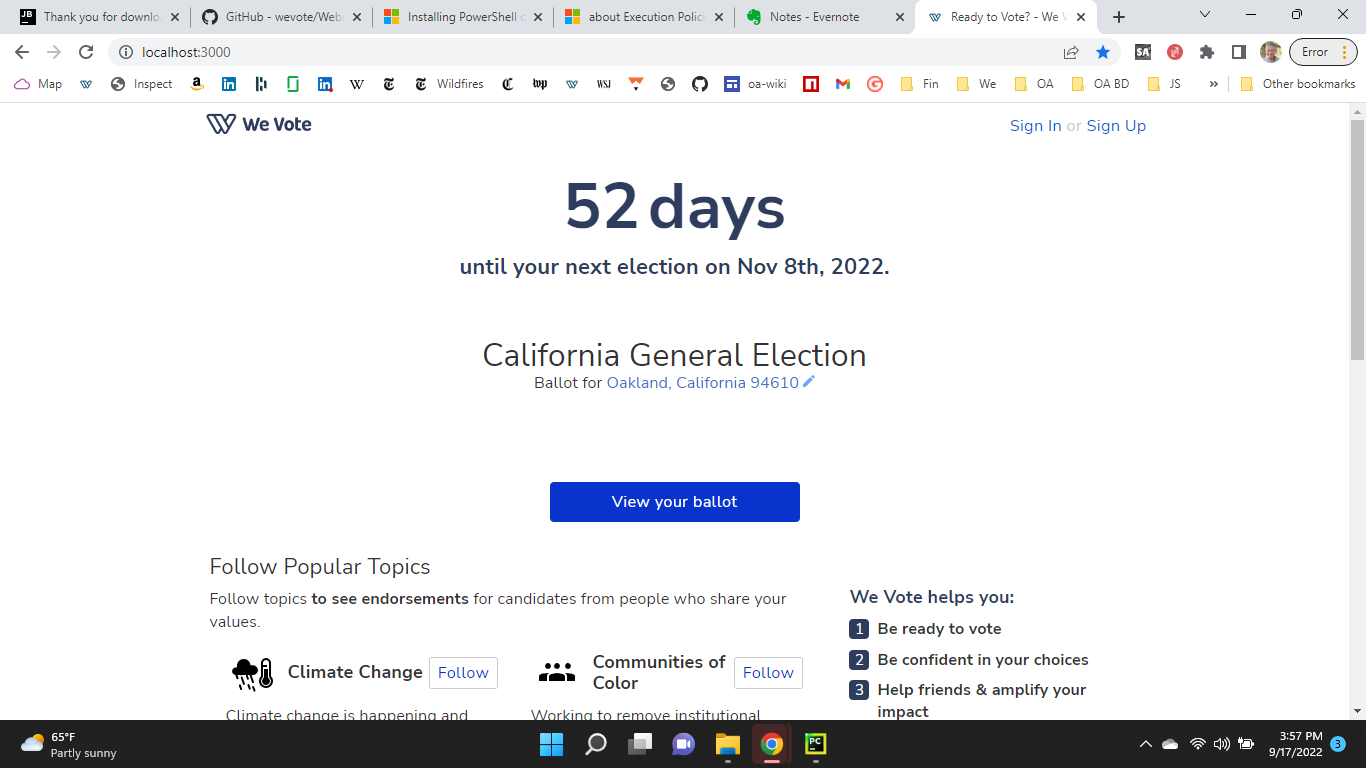 Thank you for downlo
GitHub - wevote/Web
Installing PowerShell o
about Execution Polici
Notes - Evernote
Ready to Vote? - We V
localhost:3000
Error
Map
Inspect
Wildfires
oa-wiki
Fin
We
OA
OA BD
JS
»
Other bookmarks
We Vote
Sign In or Sign Up
52 days
until your next election on Nov 8th, 2022.
California General Election
Ballot for Oakland, California 94610
View your ballot
Follow Popular Topics
Follow topics to see endorsements for candidates from people who share your
values.
Climate Change
Follow
Communities of
Color
Follow
Climate change is happening and
Working to remove institutional
We Vote helps you:
1 Be ready to vote
2 Be confident in your choices
3 Help friends & amplify your
impact
65°F
Partly sunny
3:57 PM
9/17/2022
3